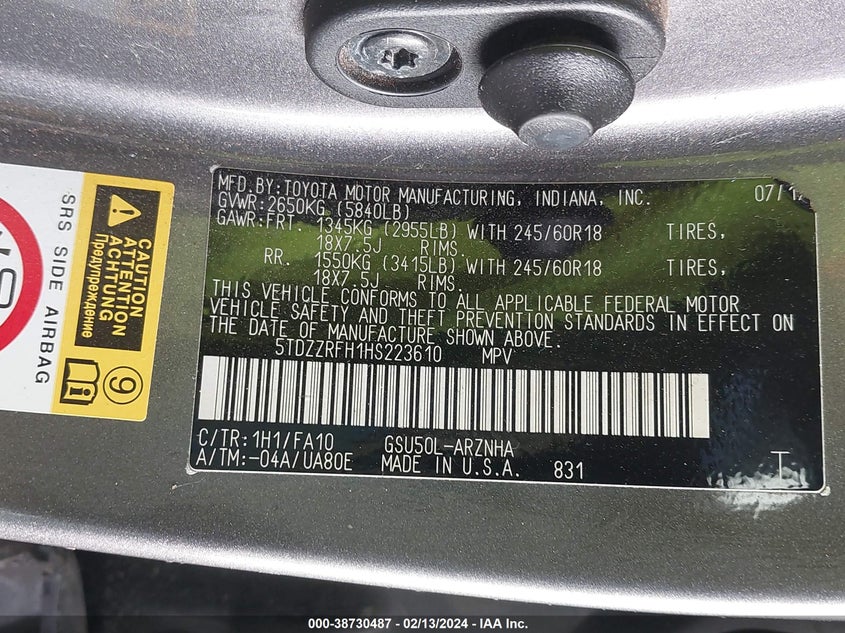 MFD.BY:TOYOTA MOTOR MANUFACTURING, INDIANA, INC. 07/1
GVWR:2650KG (5840LB)
GAWR:FRT. 1345KG (2955LB) WITH 245/60R18 TIRES,
18X7.5J RIMS.
RR. 1550KG (3415LB) WITH 245/60R18 TIRES,
18X7.5J RIMS.
THIS VEHICLE CONFORMS TO ALL APPLICABLE FEDERAL MOTOR
VEHICLE SAFETY AND THEFT PREVENTION STANDARDS IN EFFECT ON
THE DATE OF MANUFACTURE SHOWN ABOVE.
5TDZZRFH1HS223610 MPV
C/TR:1H1/FA10 GSU50L-ARZNHA
A/TM:-04A/UA80E MADE IN U.S.A. 831 T
SRS SIDE AIRBAG
CAUTION
ATTENTION
ACHTUNG
Предупреждение
i
9
000-38730487 - 02/13/2024 - IAA Inc.